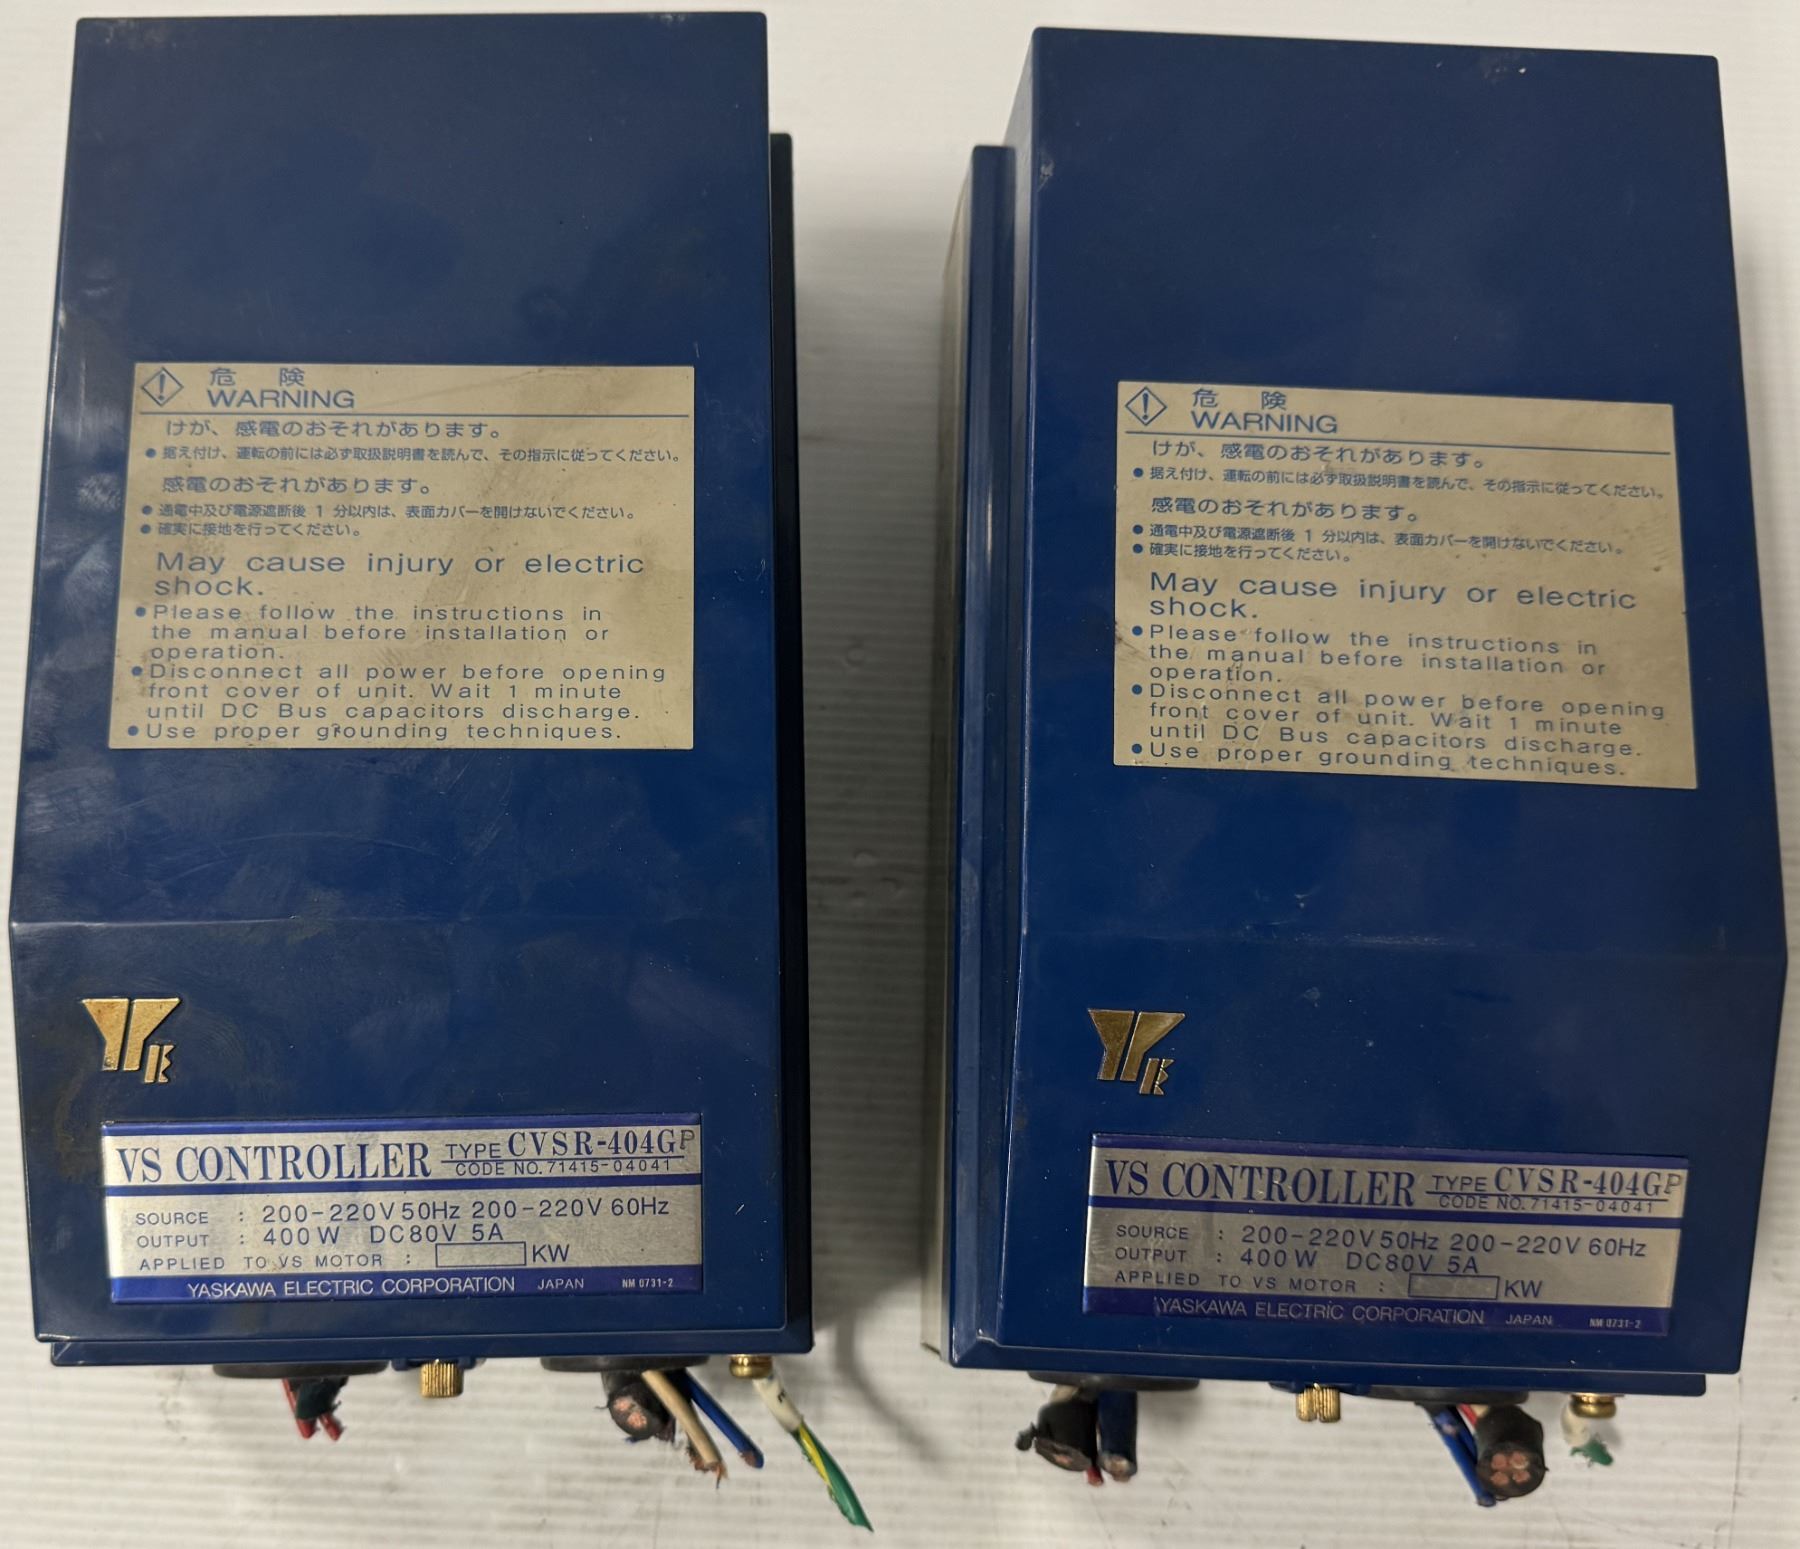 危 険
WARNING
けが、感電のおそれがあります。
●据え付け、運転の前には必ず取扱説明書を読んで、その指示に従ってください。
感電のおそれがあります。
●通電中及び電源遮断後 1 分以内は、表面カバーを開けないでください。
●確実に接地を行ってください。
May cause injury or electric
shock.
●Please follow the instructions in
the manual before installation or
operation.
●Disconnect all power before opening
front cover of unit. Wait 1 minute
until DC Bus capacitors discharge.
●Use proper grounding techniques.
YK
VS CONTROLLER TYPE CVSR-404GP
CODE NO. 71415-04041
SOURCE : 200-220V 50Hz 200-220V 60Hz
OUTPUT : 400W DC80V 5A
APPLIED TO VS MOTOR : KW
YASKAWA ELECTRIC CORPORATION JAPAN NM 0731-2
危 険
WARNING
けが、感電のおそれがあります。
●据え付け、運転の前には必ず取扱説明書を読んで、その指示に従ってください。
感電のおそれがあります。
●通電中及び電源遮断後 1 分以内は、表面カバーを開けないでください。
●確実に接地を行ってください。
May cause injury or electric
shock.
●Please follow the instructions in
the manual before installation or
operation.
●Disconnect all power before opening
front cover of unit. Wait 1 minute
until DC Bus capacitors discharge.
●Use proper grounding techniques.
YK
VS CONTROLLER TYPE CVSR-404GP
CODE NO. 71415-04041
SOURCE : 200-220V 50Hz 200-220V 60Hz
OUTPUT : 400W DC80V 5A
APPLIED TO VS MOTOR : KW
YASKAWA ELECTRIC CORPORATION JAPAN NM 0731-2